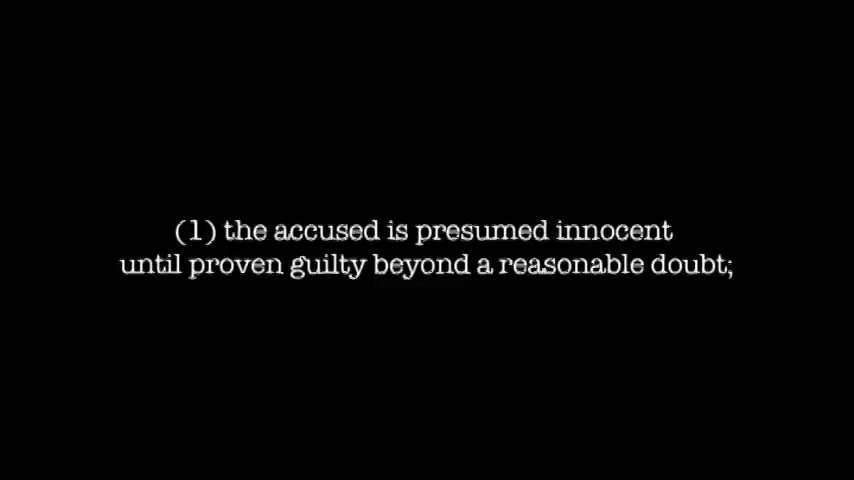 (1) the accused is presumed innocent
until proven guilty beyond a reasonable doubt;